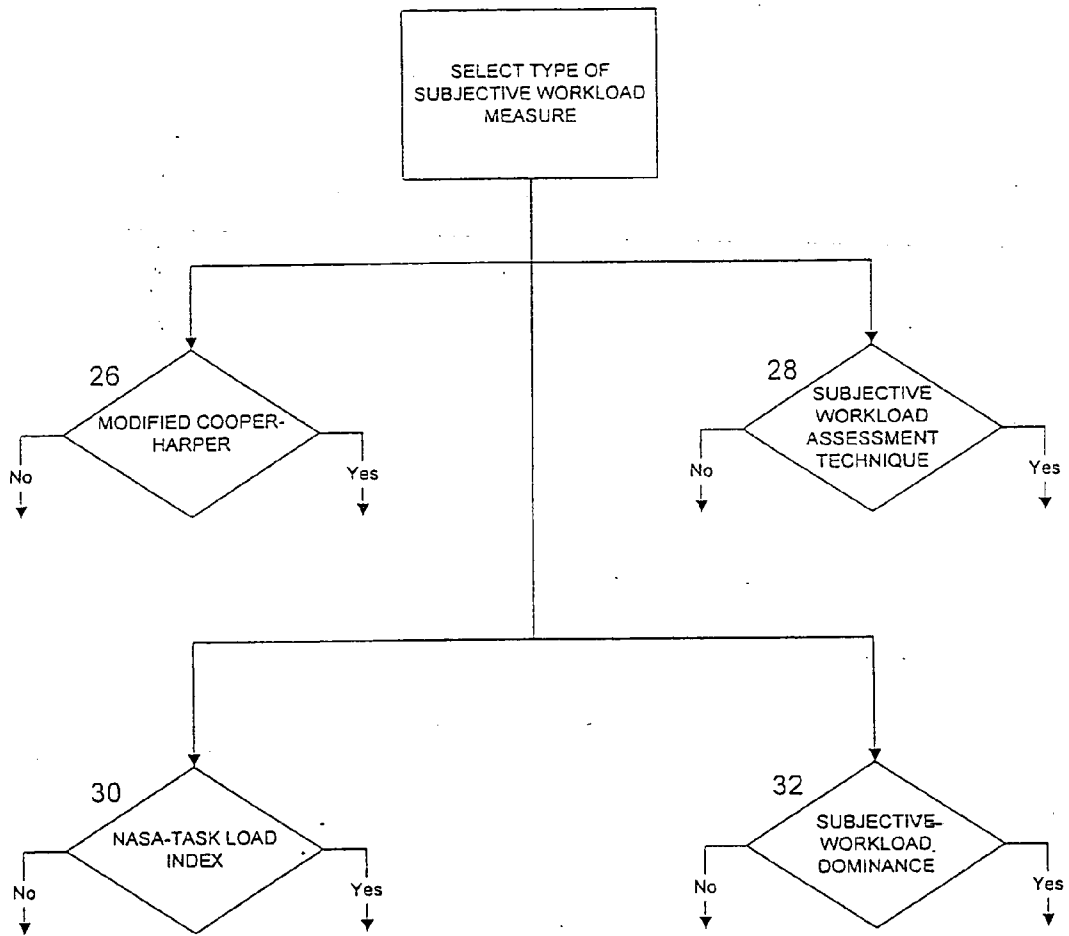 SELECT TYPE OF
SUBJECTIVE WORKLOAD
MEASURE
26
MODIFIED COOPER-
HARPER
No
Yes
28
SUBJECTIVE
WORKLOAD
ASSESSMENT
TECHNIQUE
No
Yes
30
NASA-TASK LOAD
INDEX
No
Yes
32
SUBJECTIVE-
WORKLOAD
DOMINANCE
No
Yes